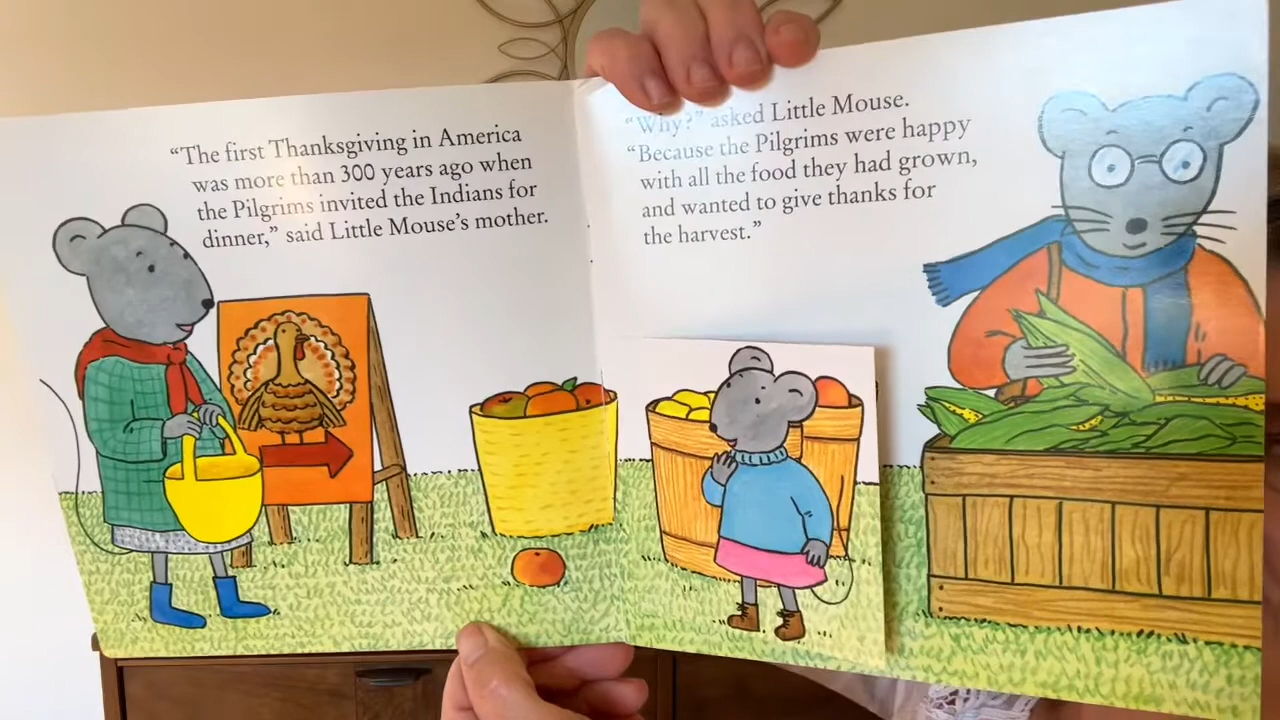 “The first Thanksgiving in America
was more than 300 years ago when
the Pilgrims invited the Indians for
dinner,” said Little Mouse’s mother.
“Why?” asked Little Mouse.
“Because the Pilgrims were happy
with all the food they had grown,
and wanted to give thanks for
the harvest.”